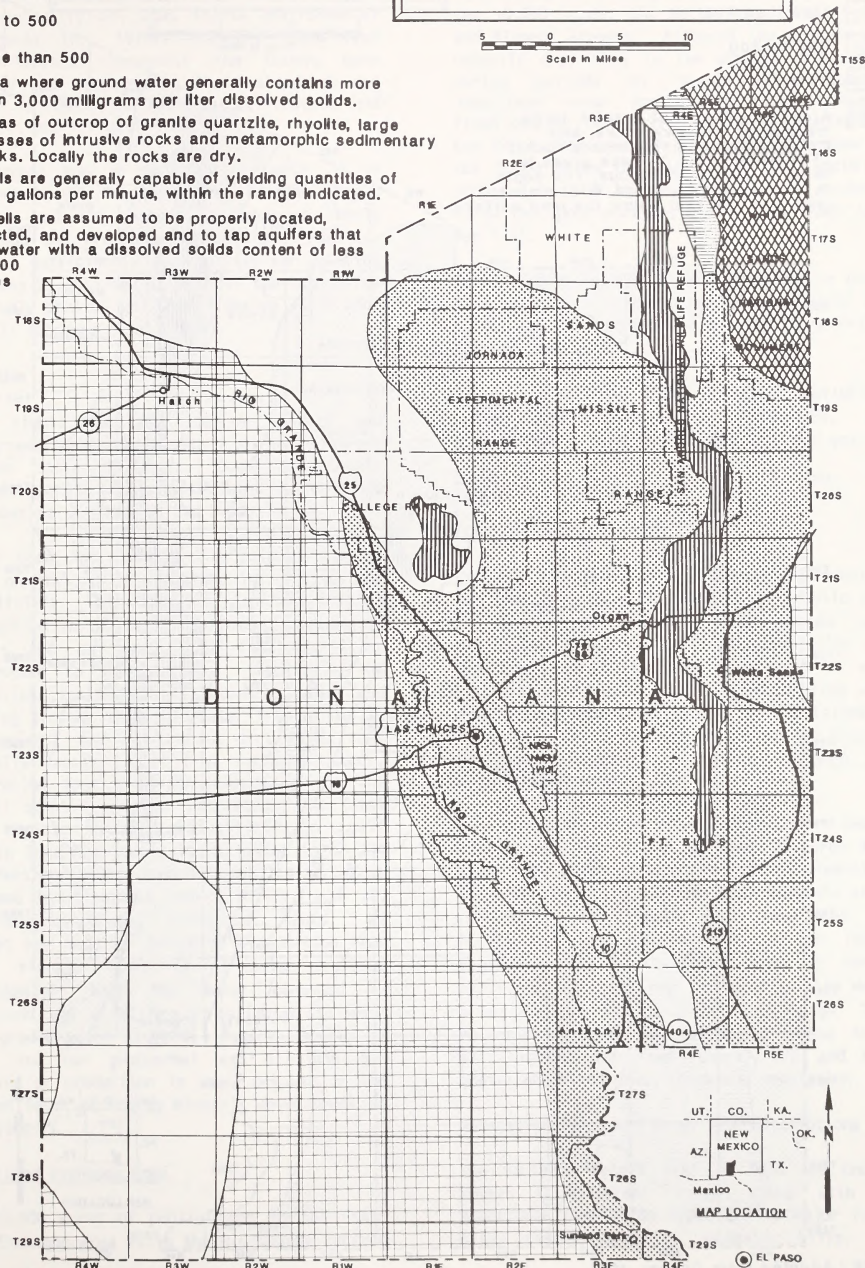 to 500
e than 500
a where ground water generally contains more
n 3,000 milligrams per liter dissolved solids.
as of outcrop of granite quartzite, rhyolite, large
sses of intrusive rocks and metamorphic sedimentary
ks. Locally the rocks are dry.
ls are generally capable of yielding quantities of
gallons per minute, within the range indicated.
ells are assumed to be properly located,
cted, and developed and to tap aquifers that
water with a dissolved solids content of less
00
s
5 0 5 10
Scale in Miles
T15S
R3E R4E R5E
T16S
R2E
R1E
WHITE
WHITE
T17S
SANDS
R4W R3W R2W R1W
NATIONAL
T18S
SANDS
T18S
MONUMENT
JORNADA
SAN ANDRES NATIONAL WILDLIFE REFUGE
T19S
Hatch
RIO GRANDE
EXPERIMENTAL
MISSILE
T19S
26
RANGE
T20S
25
COLLEGE RANCH
RANGE
T20S
T21S
T21S
Organ
70
T22S
White Sands
T22S
DOÑA ANA
LAS CRUCES
T23S
NASA
T23S
10
T24S
RIO GRANDE
FT. BLISS
T24S
T25S
10
213
T25S
T26S
T26S
Anthony
404
R4E R5E
T27S
T27S
UT. CO. KA.
NEW
MEXICO
OK.
AZ.
TX.
Mexico
N
MAP LOCATION
T28S
T28S
Sunland Park
T29S
T29S
R4W R3W R2W R1W R1E R2E R3E R4E
EL PASO